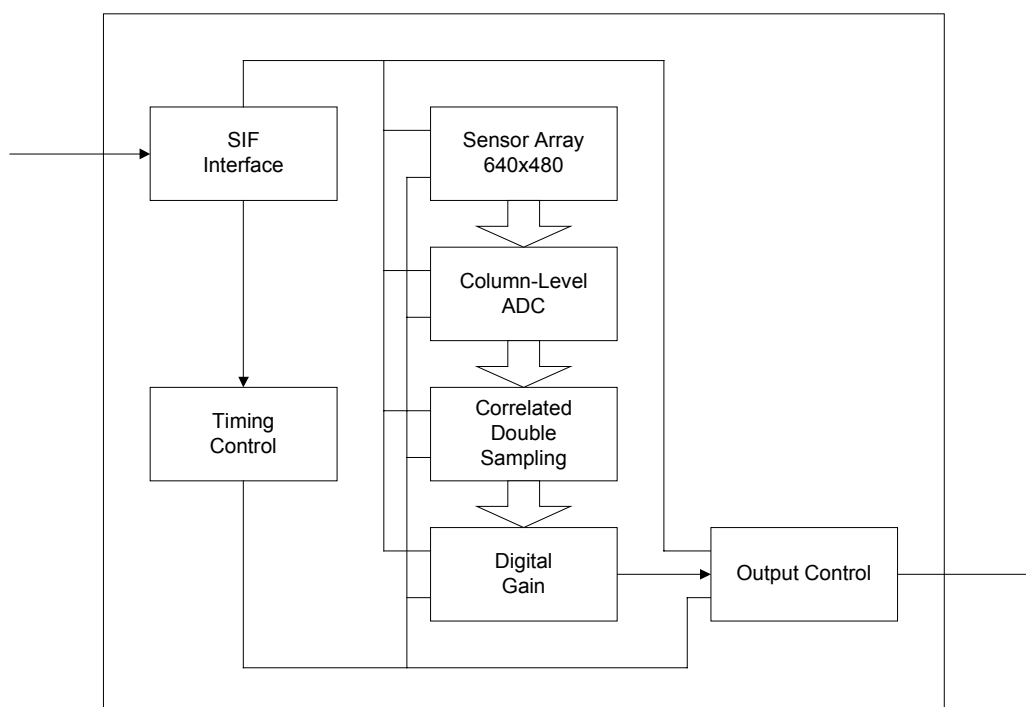 SIF
Interface
Sensor Array
640x480
Column-Level
ADC
Timing
Control
Correlated
Double
Sampling
Digital
Gain
Output Control